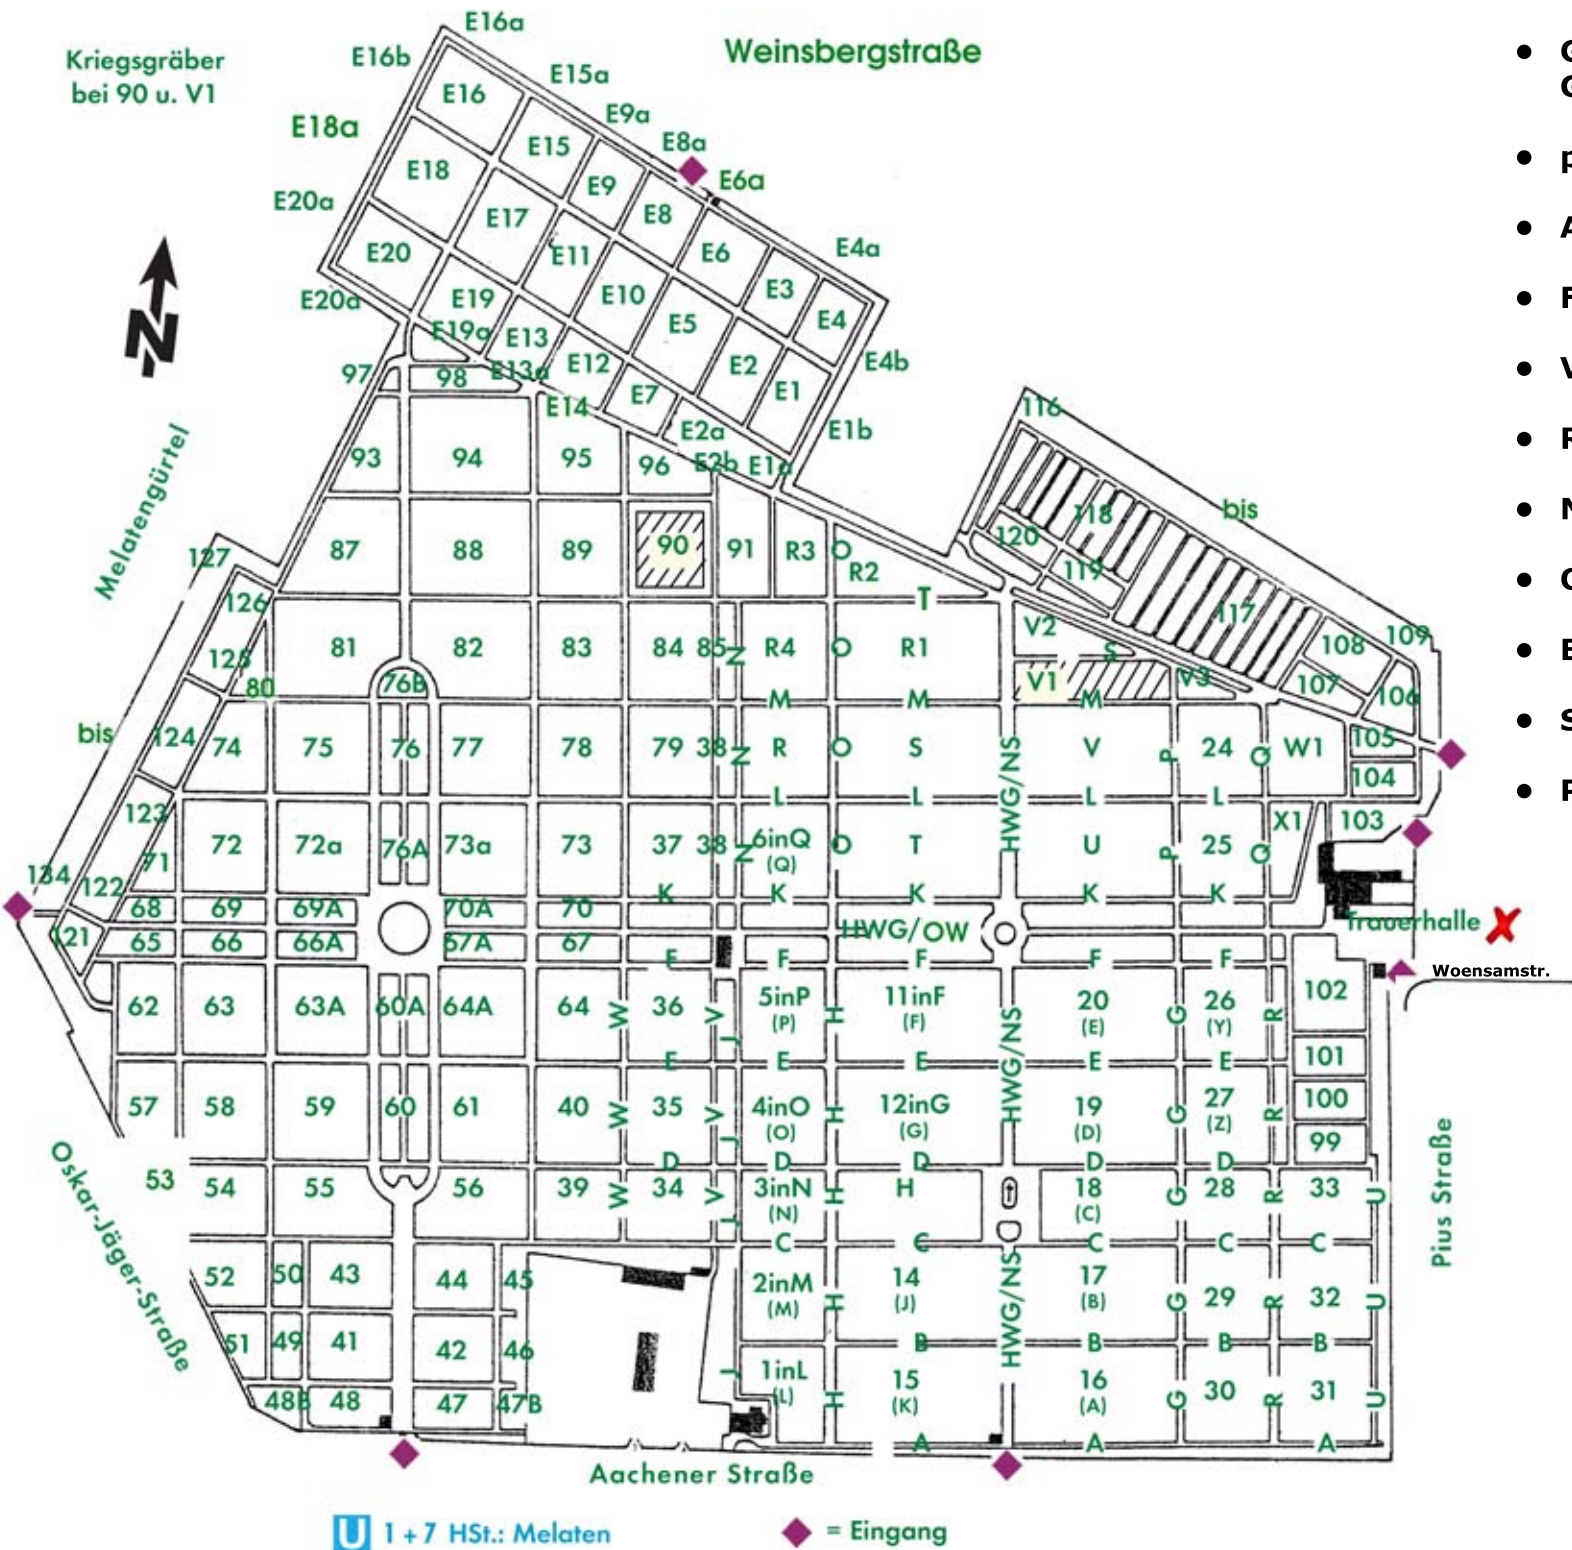 E16a
Weinsbergstraße
E16b
Kriegsgräber
bei 90 u. V1
E15a
E16
E9a
E18a
E8a
E15
E18
E9
E6a
E20a
E17
E8
E4a
E20
E11
E6
E10
E3
E20a
E19
E5
E4
E19a
E13
E4b
97
98
E13a
E12
E2
E7
E1
E14
116
E2a
E1b
93
94
95
96
E2b
E1a
Melatengürtel
bis
118
120
127
87
88
89
90
91
R3
O
R2
119
126
T
117
V2
109
125
81
82
83
84
85
N
R4
O
R1
S
108
80
76B
V1
V3
107
106
M
M
M
bis
124
74
75
76
77
78
79
38
N
R
O
S
HWG/NS
V
P
24
Q
W1
105
104
L
L
L
L
123
X1
103
71
72
72a
76A
73a
73
37
38
N
6inQ
(Q)
O
T
U
P
25
Q
134
122
K
K
K
K
K
68
69
69A
70A
70
HWG/OW
Trauerhalle
121
65
66
66A
67A
67
F
F
F
F
F
Woensamstr.
62
63
63A
60A
64A
64
W
36
V
J
5inP
(P)
H
11inF
(F)
HWG/NS
20
(E)
G
26
(Y)
R
102
E
E
E
E
E
101
57
58
59
60
61
40
W
35
V
J
4inO
(O)
H
12inG
(G)
19
(D)
G
27
(Z)
R
100
99
D
D
D
D
D
53
54
55
56
39
W
34
V
J
3inN
(N)
H
H
18
(C)
G
28
R
33
U
Pius Straße
Oskar-Jäger-Straße
C
C
C
C
C
52
50
43
44
45
2inM
(M)
H
14
(J)
HWG/NS
17
(B)
G
29
R
32
U
51
49
41
42
46
B
B
B
B
J
1inL
(L)
H
15
(K)
16
(A)
G
30
R
31
U
48B
48
47
47B
A
A
A
Aachener Straße
U 1 + 7 HSt.: Melaten
= Eingang
N